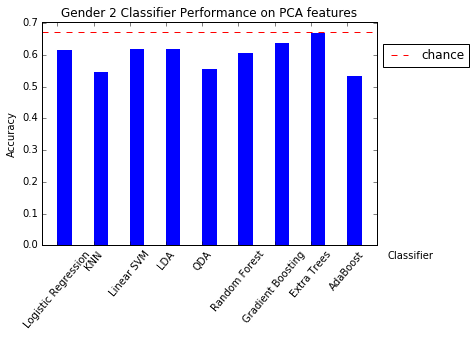 Gender 2 Classifier Performance on PCA features
0.7
0.6
0.5
0.4
0.3
0.2
0.1
0.0
Accuracy
chance
Logistic Regression
KNN
Linear SVM
LDA
QDA
Random Forest
Gradient Boosting
Extra Trees
AdaBoost
Classifier